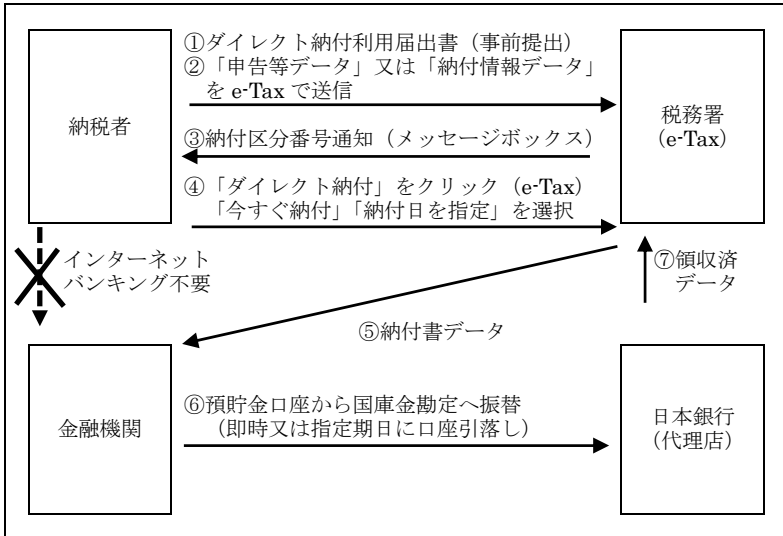 ①ダイレクト納付利用届出書（事前提出）
②「申告等データ」又は「納付情報データ」
を e-Tax で送信
納税者
税務署
(e-Tax)
③納付区分番号通知（メッセージボックス）
④「ダイレクト納付」をクリック（e-Tax）
「今すぐ納付」「納付日を指定」を選択
インターネット
バンキング不要
⑦領収済
データ
⑤納付書データ
⑥預貯金口座から国庫金勘定へ振替
（即時又は指定期日に口座引落し）
金融機関
日本銀行
(代理店)